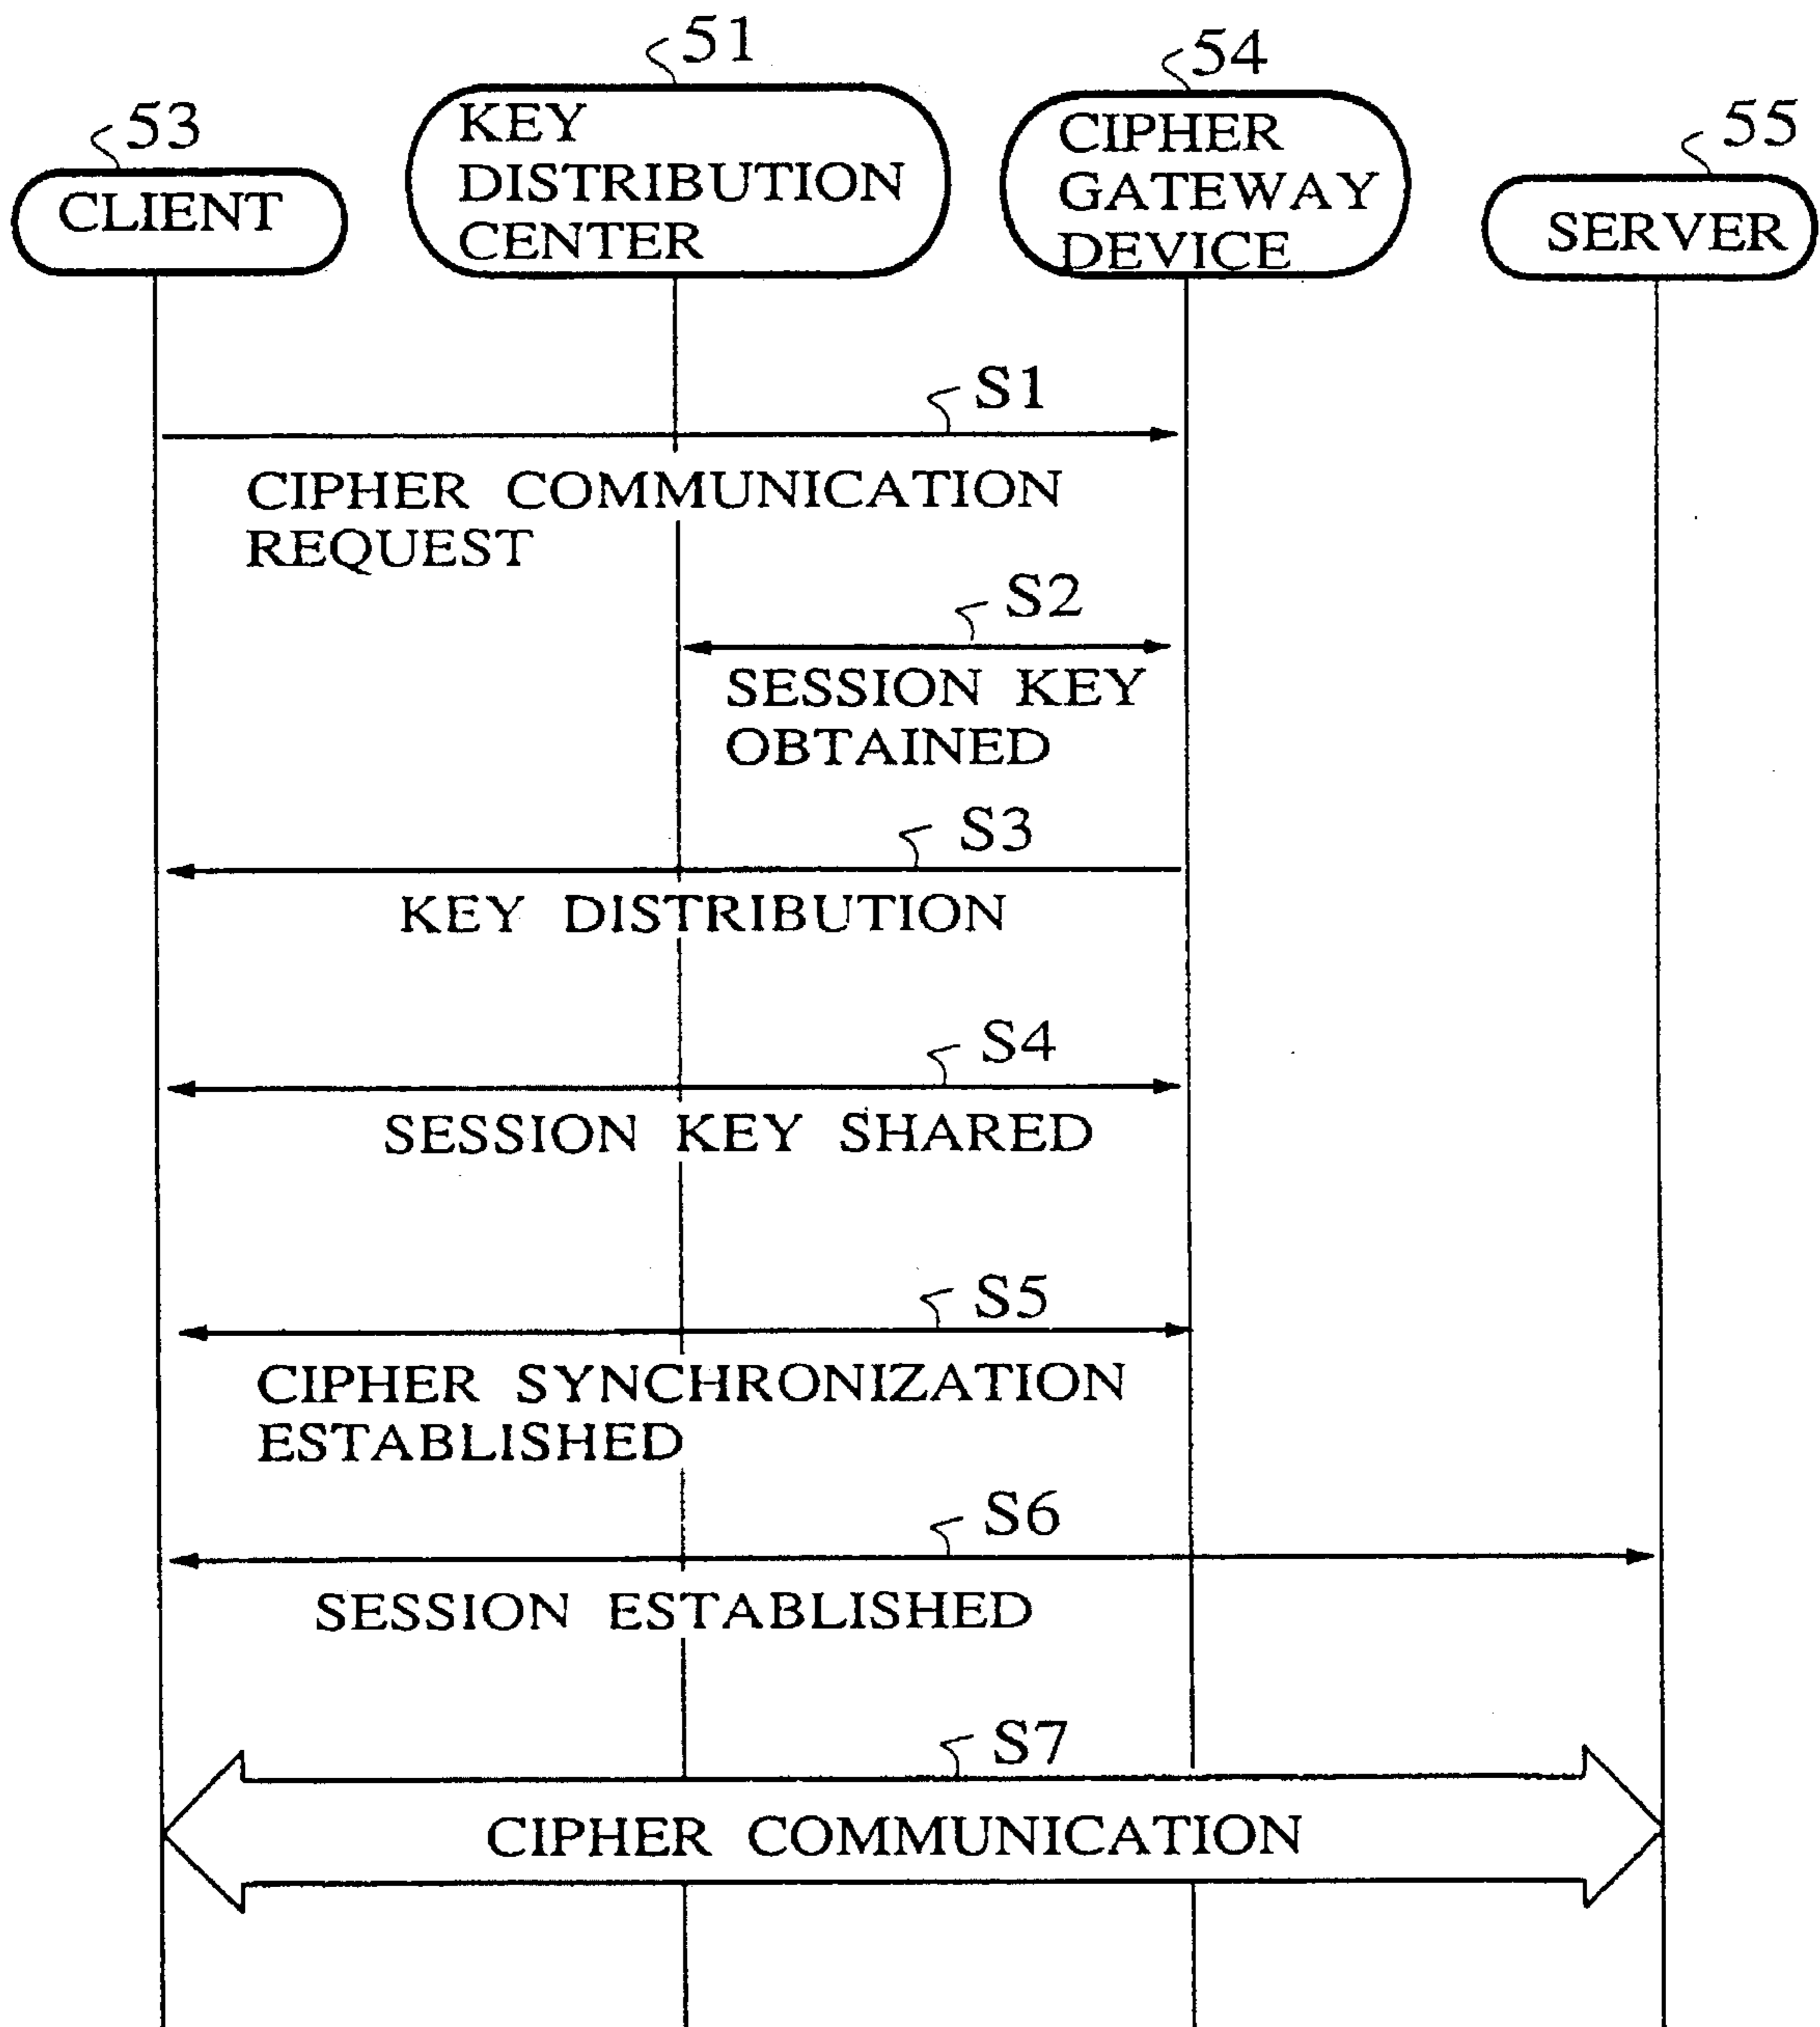 51
54
53
55
KEY
DISTRIBUTION
CENTER
CIPHER
GATEWAY
DEVICE
CLIENT
SERVER
S1
CIPHER COMMUNICATION
REQUEST
S2
SESSION KEY
OBTAINED
S3
KEY DISTRIBUTION
S4
SESSION KEY SHARED
S5
CIPHER SYNCHRONIZATION
ESTABLISHED
S6
SESSION ESTABLISHED
S7
CIPHER COMMUNICATION